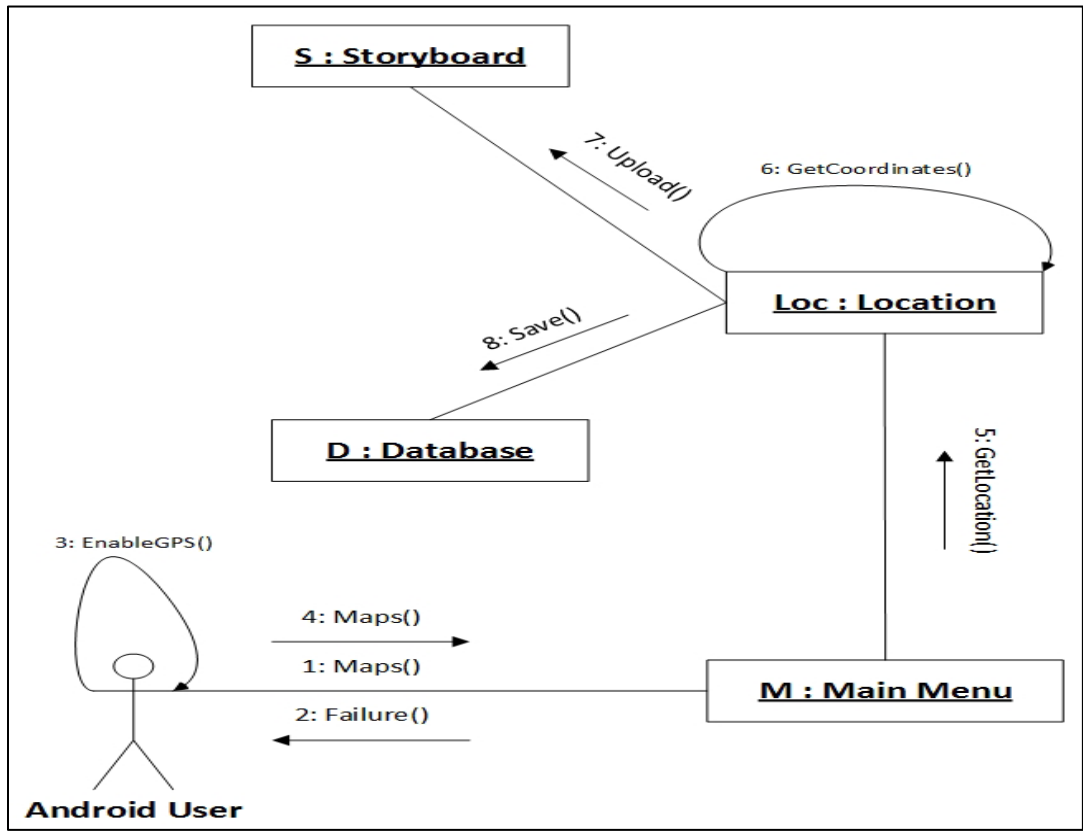 S : Storyboard
7: Upload()
6: GetCoordinates()
Loc : Location
8: Save()
D : Database
5: GetLocation()
3: EnableGPS()
4: Maps()
1: Maps()
M : Main Menu
2: Failure()
Android User